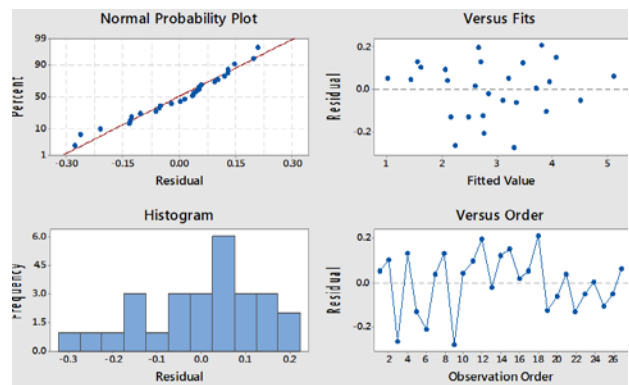 Normal Probability Plot
99
90
50
10
1
Percent
-0.30 -0.15 0.00 0.15 0.30
Residual
Versus Fits
0.2
0.0
-0.2
Residual
1 2 3 4 5
Fitted Value
Histogram
6.0
4.5
3.0
1.5
0.0
Frequency
-0.3 -0.2 -0.1 0.0 0.1 0.2
Residual
Versus Order
0.2
0.0
-0.2
Residual
2 4 6 8 10 12 14 16 18 20 22 24 26
Observation Order